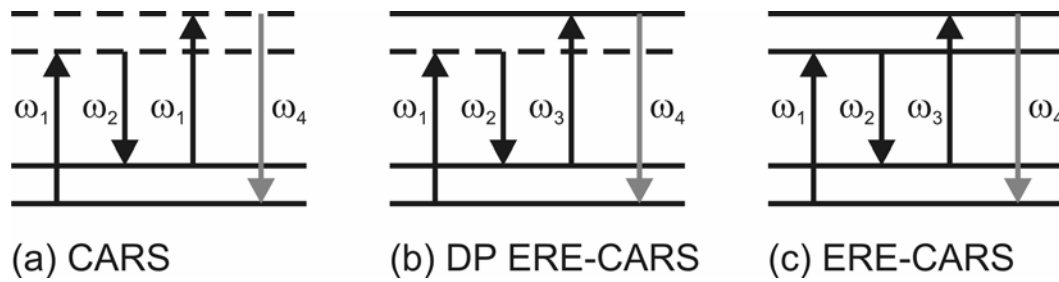 ω₁ ω₂ ω₁ ω₄
ω₁ ω₂ ω₃ ω₄
ω₁ ω₂ ω₃ ω₄
(a) CARS
(b) DP ERE-CARS
(c) ERE-CARS